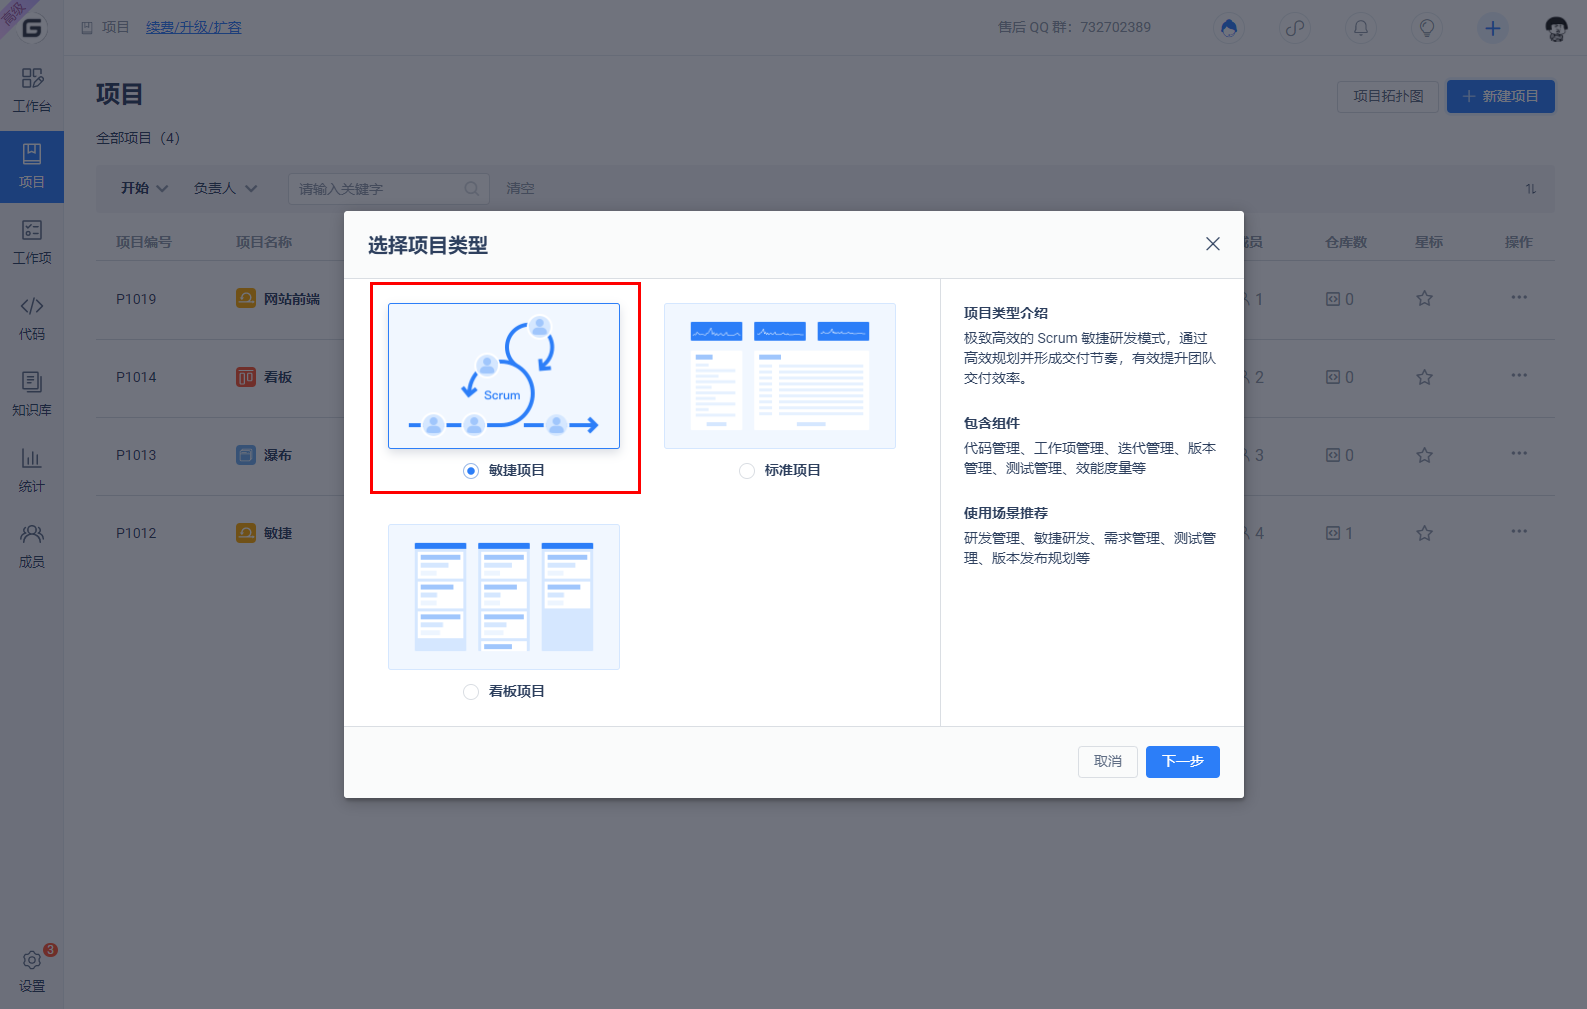 高级
项目 续费/升级/扩容 售后 QQ 群：732702389
工作台
项目
工作项
代码
知识库
统计
成员
3
设置
项目
项目拓扑图
新建项目
全部项目（4）
开始 负责人 请输入关键字 清空
项目编号 项目名称 员 仓库数 星标 操作
P1019 网站前端 1 0
P1014 看板 2 0
P1013 瀑布 3 0
P1012 敏捷 4 1
选择项目类型
Scrum
敏捷项目
标准项目
看板项目
项目类型介绍
极致高效的 Scrum 敏捷研发模式，通过
高效规划并形成交付节奏，有效提升团队
交付效率。
包含组件
代码管理、工作项管理、迭代管理、版本
管理、测试管理、效能度量等
使用场景推荐
研发管理、敏捷研发、需求管理、测试管
理、版本发布规划等
取消
下一步